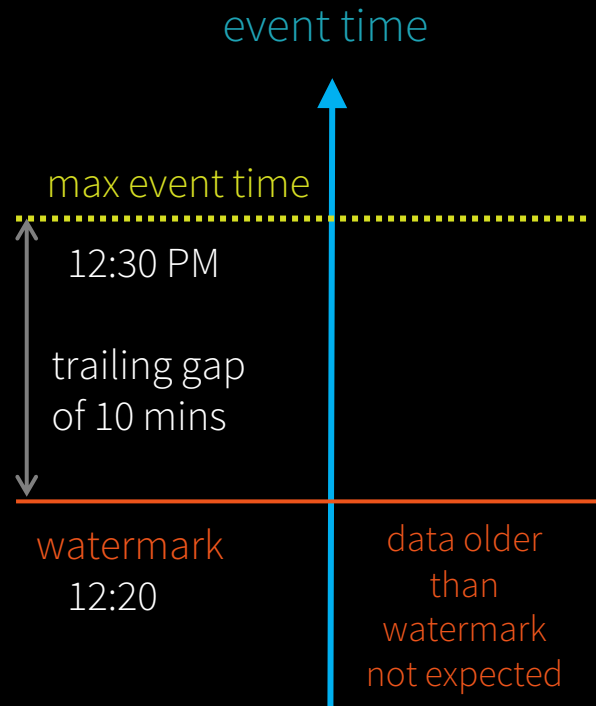 event time
max event time
12:30 PM
trailing gap
of 10 mins
watermark
12:20
data older
than
watermark
not expected